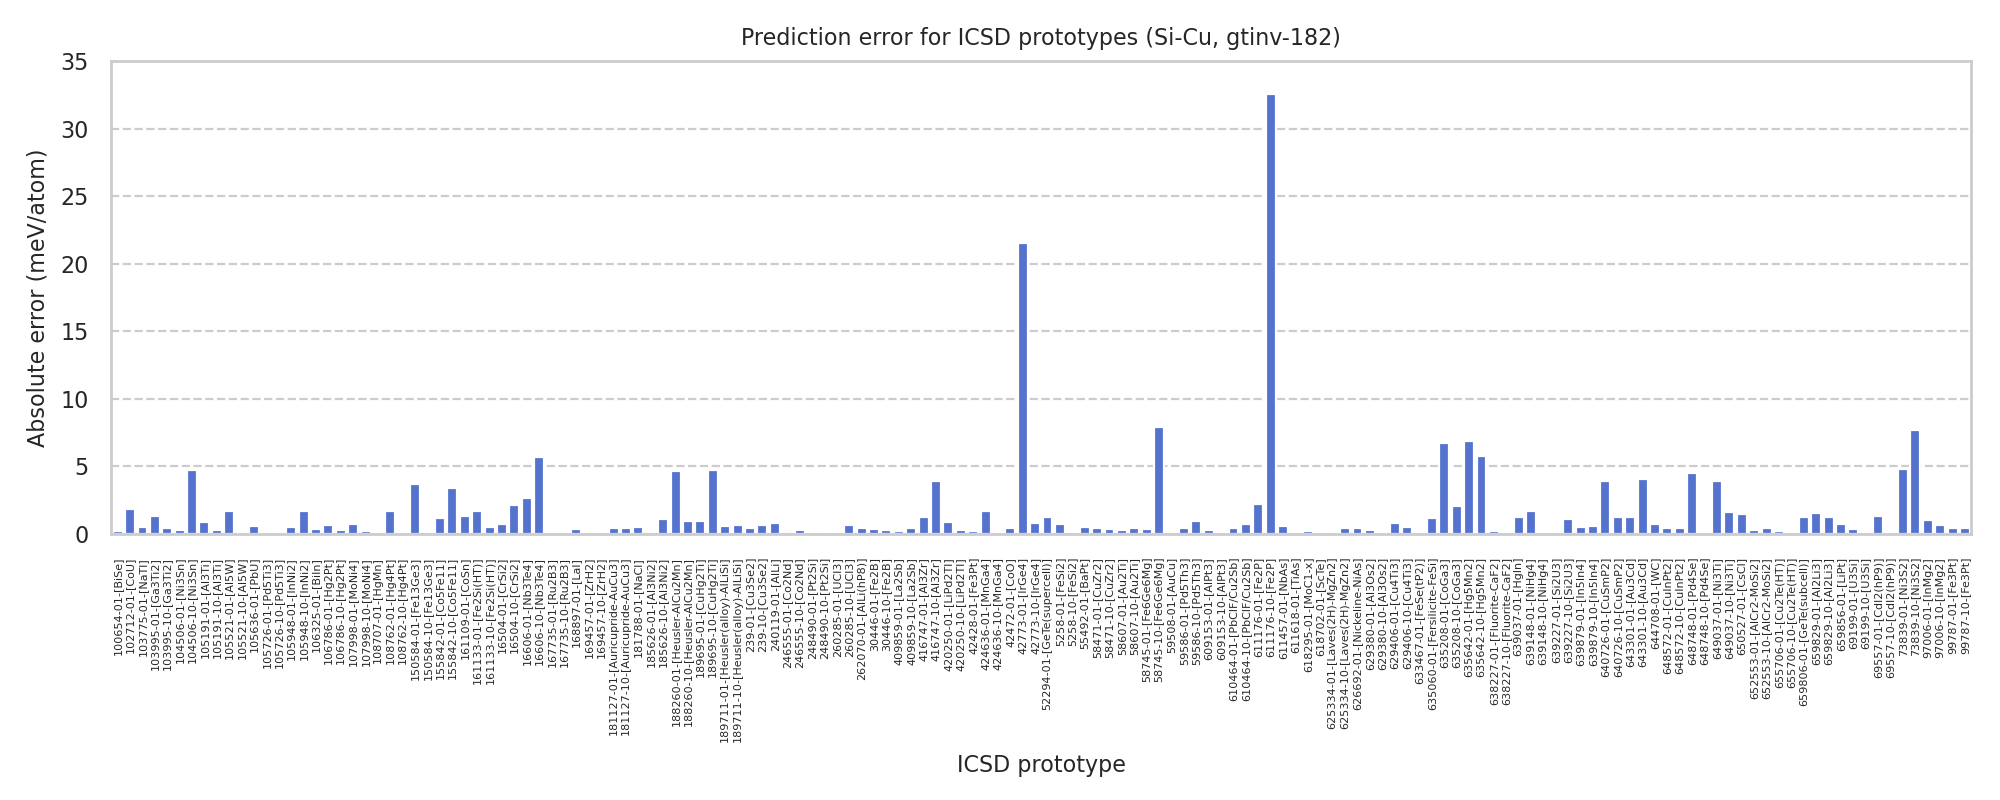 Prediction error for ICSD prototypes (Si-Cu, gtinv-182)
Absolute error (meV/atom)
35
30
25
20
15
10
5
0
100654-01-[BiSe]
102712-01-[CoU]
103775-01-[NaTl]
103995-01-[Ga3Ti2]
103995-10-[Ga3Ti2]
104506-01-[Ni3Sn]
104506-10-[Ni3Sn]
105191-01-[Al3Ti]
105191-10-[Al3Ti]
105521-01-[Al5W]
105521-10-[Al5W]
105636-01-[PbU]
105726-01-[Pd5Ti3]
105726-10-[Pd5Ti3]
105948-01-[InNi2]
105948-10-[InNi2]
106325-01-[BiIn]
106786-01-[Hg2Pt]
106786-10-[Hg2Pt]
107998-01-[MoNi4]
107998-10-[MoNi4]
108707-01-[HgMn]
108762-01-[Hg4Pt]
108762-10-[Hg4Pt]
150584-01-[Fe13Ge3]
150584-10-[Fe13Ge3]
155842-01-[Co5Fe11]
155842-10-[Co5Fe11]
161109-01-[CoSn]
161133-01-[Fe2Si(HT)]
161133-10-[Fe2Si(HT)]
16504-01-[CrSi2]
16504-10-[CrSi2]
16606-01-[Nb3Te4]
16606-10-[Nb3Te4]
167735-01-[Ru2B3]
167735-10-[Ru2B3]
168897-01-[LaI]
169457-01-[ZrH2]
169457-10-[ZrH2]
181127-01-[Auricupride-AuCu3]
181127-10-[Auricupride-AuCu3]
181788-01-[NaCl]
185626-01-[Al3Ni2]
185626-10-[Al3Ni2]
188260-01-[Heusler-AlCu2Mn]
188260-10-[Heusler-AlCu2Mn]
189695-01-[CuHg2Ti]
189695-10-[CuHg2Ti]
189711-01-[Heusler(alloy)-AlLiSi]
189711-10-[Heusler(alloy)-AlLiSi]
239-01-[Cu3Se2]
239-10-[Cu3Se2]
240119-01-[AlLi]
246555-01-[Co2Nd]
246555-10-[Co2Nd]
248490-01-[Pt2Si]
248490-10-[Pt2Si]
260285-01-[UCl3]
260285-10-[UCl3]
262070-01-[AlLi(hP8)]
30446-01-[Fe2B]
30446-10-[Fe2B]
409859-01-[La2Sb]
409859-10-[La2Sb]
416747-01-[Al3Zr]
416747-10-[Al3Zr]
420250-01-[LiPd2Tl]
420250-10-[LiPd2Tl]
42428-01-[Fe3Pt]
424636-01-[MnGa4]
424636-10-[MnGa4]
42472-01-[CoO]
42773-01-[IrGe4]
42773-10-[IrGe4]
52294-01-[GeTe(supercell)]
5258-01-[FeSi2]
5258-10-[FeSi2]
55492-01-[BaPt]
58471-01-[CuZr2]
58471-10-[CuZr2]
58607-01-[Au2Ti]
58607-10-[Au2Ti]
58745-01-[Fe6Ge6Mg]
58745-10-[Fe6Ge6Mg]
59508-01-[AuCu]
59586-01-[Pd5Th3]
59586-10-[Pd5Th3]
609153-01-[AlPt3]
609153-10-[AlPt3]
610464-01-[PbClF/Cu2Sb]
610464-10-[PbClF/Cu2Sb]
611176-01-[Fe2P]
611176-10-[Fe2P]
611457-01-[NbAs]
611618-01-[TiAs]
618295-01-[MoC1-x]
618702-01-[ScTe]
625334-01-[Laves(2H)-MgZn2]
625334-10-[Laves(2H)-MgZn2]
626692-01-[Nickeline-NiAs]
629380-01-[Al3Os2]
629380-10-[Al3Os2]
629406-01-[Cu4Ti3]
629406-10-[Cu4Ti3]
633467-01-[FeSe(tP2)]
635060-01-[Fersilicite-FeSi]
635208-01-[CoGa3]
635208-10-[CoGa3]
635642-01-[Hg5Mn2]
635642-10-[Hg5Mn2]
638227-01-[Fluorite-CaF2]
638227-10-[Fluorite-CaF2]
639037-01-[HgIn]
639148-01-[NiHg4]
639148-10-[NiHg4]
639227-01-[Si2U3]
639227-10-[Si2U3]
639879-01-[In5In4]
639879-10-[In5In4]
640726-01-[CuSmP2]
640726-10-[CuSmP2]
643301-01-[Au3Cd]
643301-10-[Au3Cd]
644708-01-[WC]
648572-01-[CuInPt2]
648572-10-[CuInPt2]
648748-01-[Pd4Se]
648748-10-[Pd4Se]
649037-01-[Ni3Ti]
649037-10-[Ni3Ti]
650527-01-[CsCl]
652553-01-[AlCr2-MoSi2]
652553-10-[AlCr2-MoSi2]
655706-01-[Cu2Te(HT)]
655706-10-[Cu2Te(HT)]
659806-01-[GeTe(subcell)]
659829-01-[Al2Li3]
659829-10-[Al2Li3]
659856-01-[LiPt]
69199-01-[U3Si]
69199-10-[U3Si]
69557-01-[CdI2(hP9)]
69557-10-[CdI2(hP9)]
73839-01-[Ni3S2]
73839-10-[Ni3S2]
97006-01-[InMg2]
97006-10-[InMg2]
99787-01-[Fe3Pt]
99787-10-[Fe3Pt]
ICSD prototype